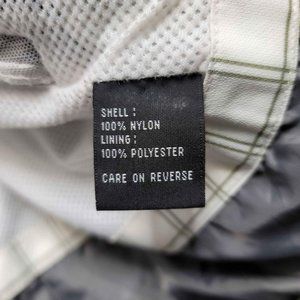 SHELL :
100% NYLON
LINING :
100% POLYESTER
CARE ON REVERSE